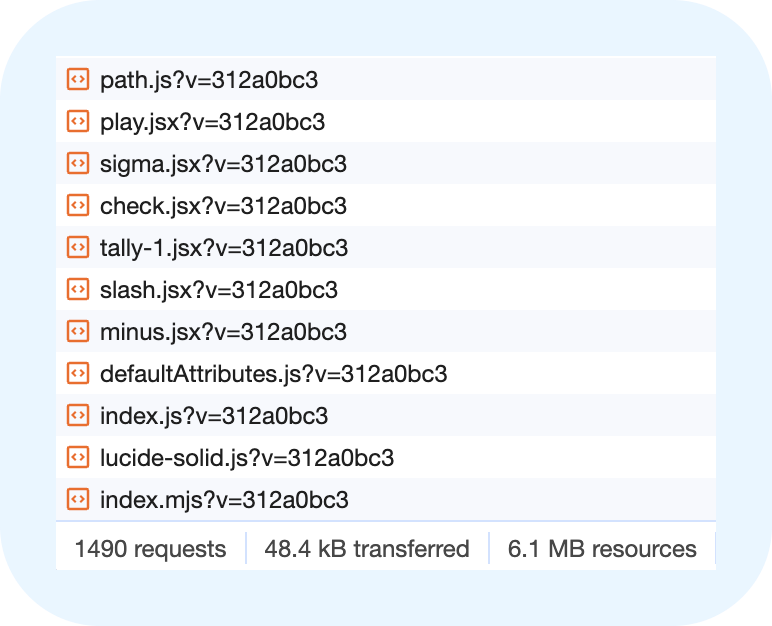 path.js?v=312a0bc3
play.jsx?v=312a0bc3
sigma.jsx?v=312a0bc3
check.jsx?v=312a0bc3
tally-1.jsx?v=312a0bc3
slash.jsx?v=312a0bc3
minus.jsx?v=312a0bc3
defaultAttributes.js?v=312a0bc3
index.js?v=312a0bc3
lucide-solid.js?v=312a0bc3
index.mjs?v=312a0bc3
1490 requests 48.4 kB transferred 6.1 MB resources